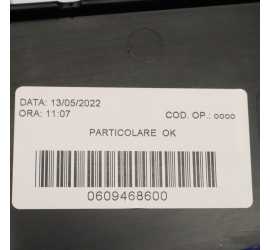 DATA: 13/05/2022
ORA: 11:07 COD. OP.: oooo
PARTICOLARE OK
0609468600